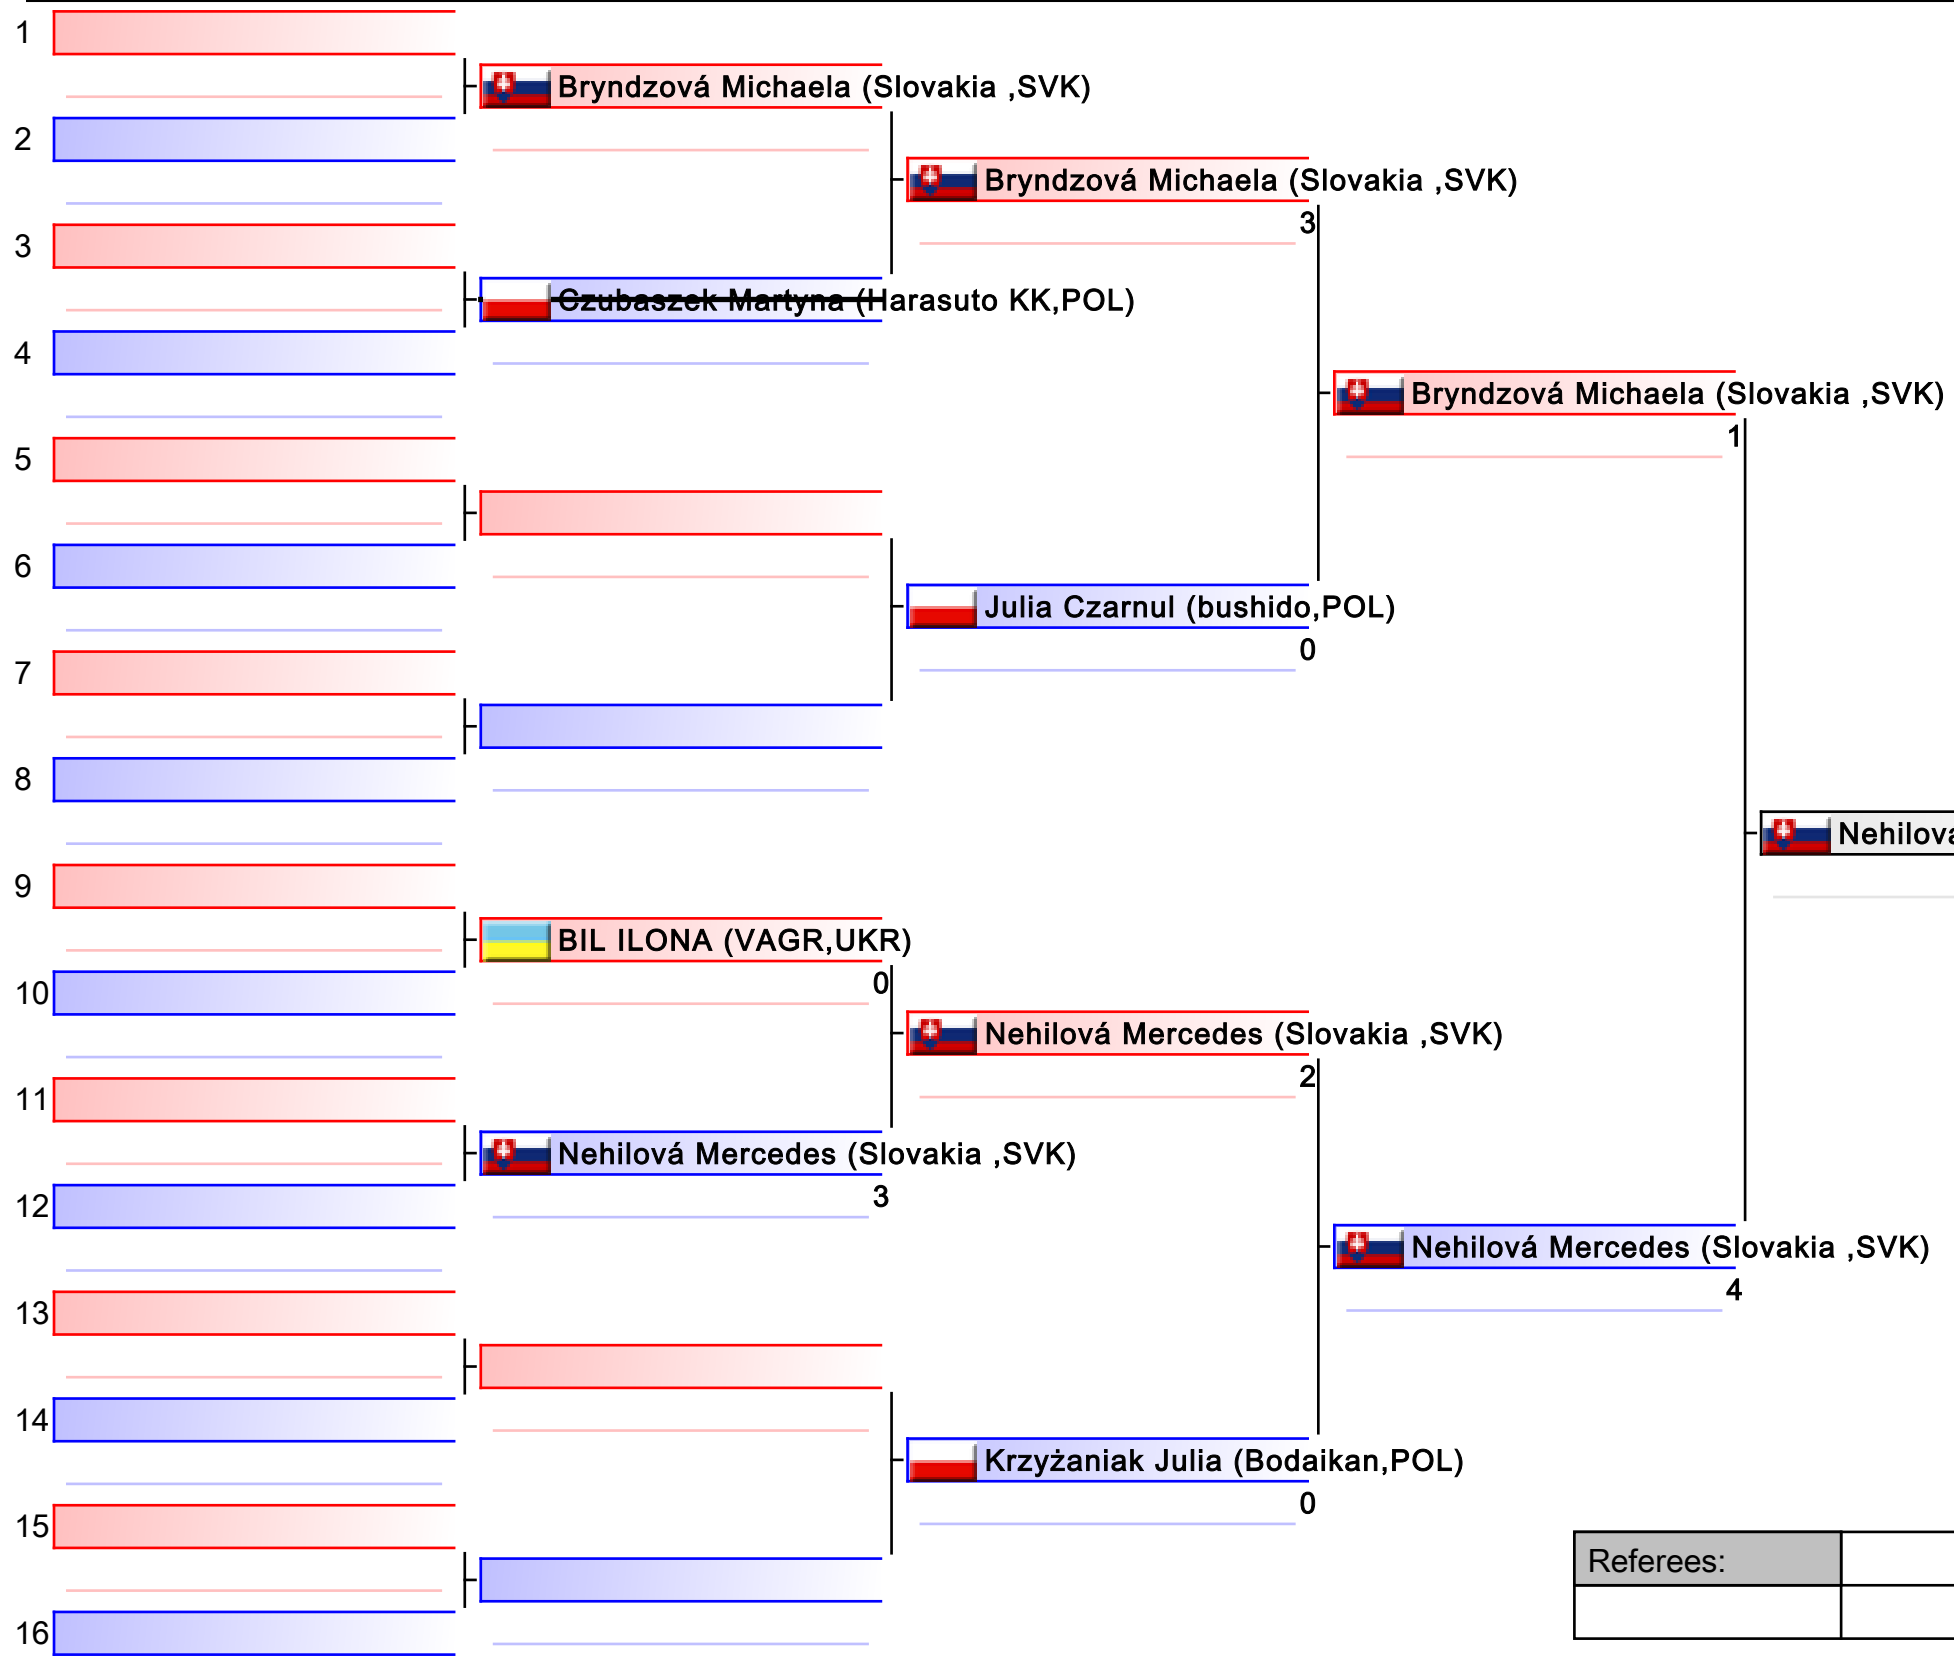 1
Bryndzová Michaela (Slovakia ,SVK)
2
Bryndzová Michaela (Slovakia ,SVK)
3
3
Czubaszek Martyna (Harasuto KK,POL)
4
Bryndzová Michaela (Slovakia ,SVK)
1
5
6
Julia Czarnul (bushido,POL)
0
7
8
Nehilová
9
BIL ILONA (VAGR,UKR)
0
10
Nehilová Mercedes (Slovakia ,SVK)
2
11
Nehilová Mercedes (Slovakia ,SVK)
3
12
Nehilová Mercedes (Slovakia ,SVK)
4
13
14
Krzyżaniak Julia (Bodaikan,POL)
0
15
Referees:
16